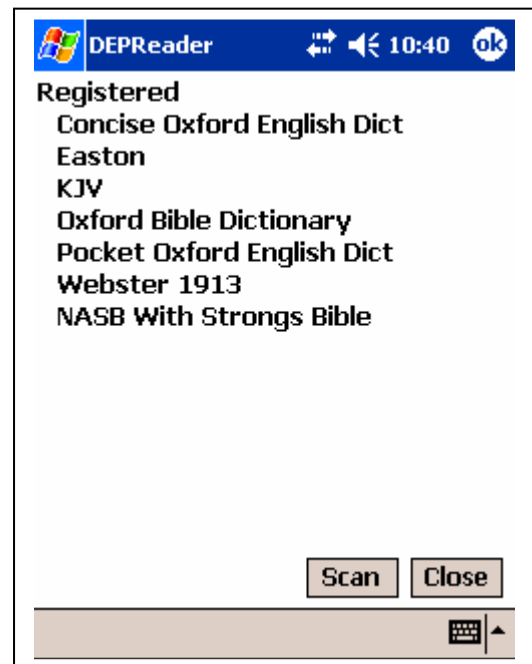 DEPReader 10:40 ok
Registered
Concise Oxford English Dict
Easton
KJV
Oxford Bible Dictionary
Pocket Oxford English Dict
Webster 1913
NASB With Strongs Bible
Scan Close